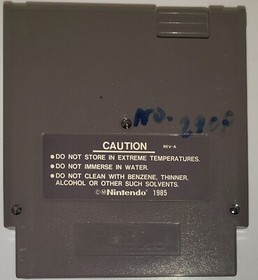 No.
CAUTION REV-A
• DO NOT STORE IN EXTREME TEMPERATURES.
• DO NOT IMMERSE IN WATER.
• DO NOT CLEAN WITH BENZENE, THINNER,
ALCOHOL OR OTHER SUCH SOLVENTS.
©Ⓜ Nintendo 1985